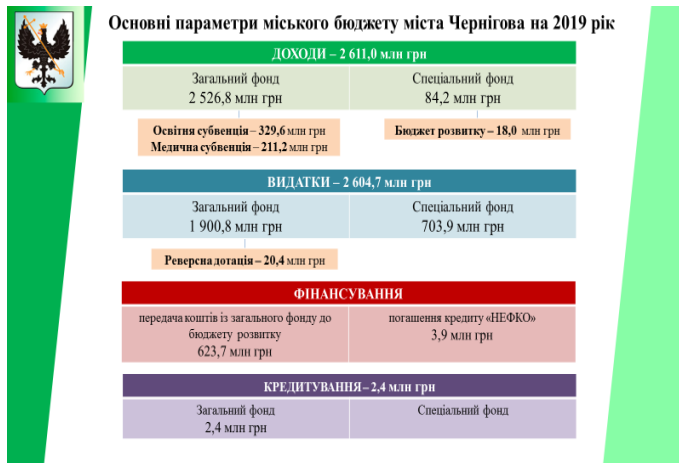 Основні параметри міського бюджету міста Чернігова на 2019 рік
ДОХОДИ – 2 611,0 млн грн
Загальний фонд
2 526,8 млн грн
Спеціальний фонд
84,2 млн грн
Освітня субвенція – 329,6 млн грн
Медична субвенція – 211,2 млн грн
Бюджет розвитку – 18,0 млн грн
ВИДАТКИ – 2 604,7 млн грн
Загальний фонд
1 900,8 млн грн
Спеціальний фонд
703,9 млн грн
Реверсна дотація – 20,4 млн грн
ФІНАНСУВАННЯ
передача коштів із загального фонду до
бюджету розвитку
623,7 млн грн
погашення кредиту «НЕФКО»
3,9 млн грн
КРЕДИТУВАННЯ – 2,4 млн грн
Загальний фонд
2,4 млн грн
Спеціальний фонд